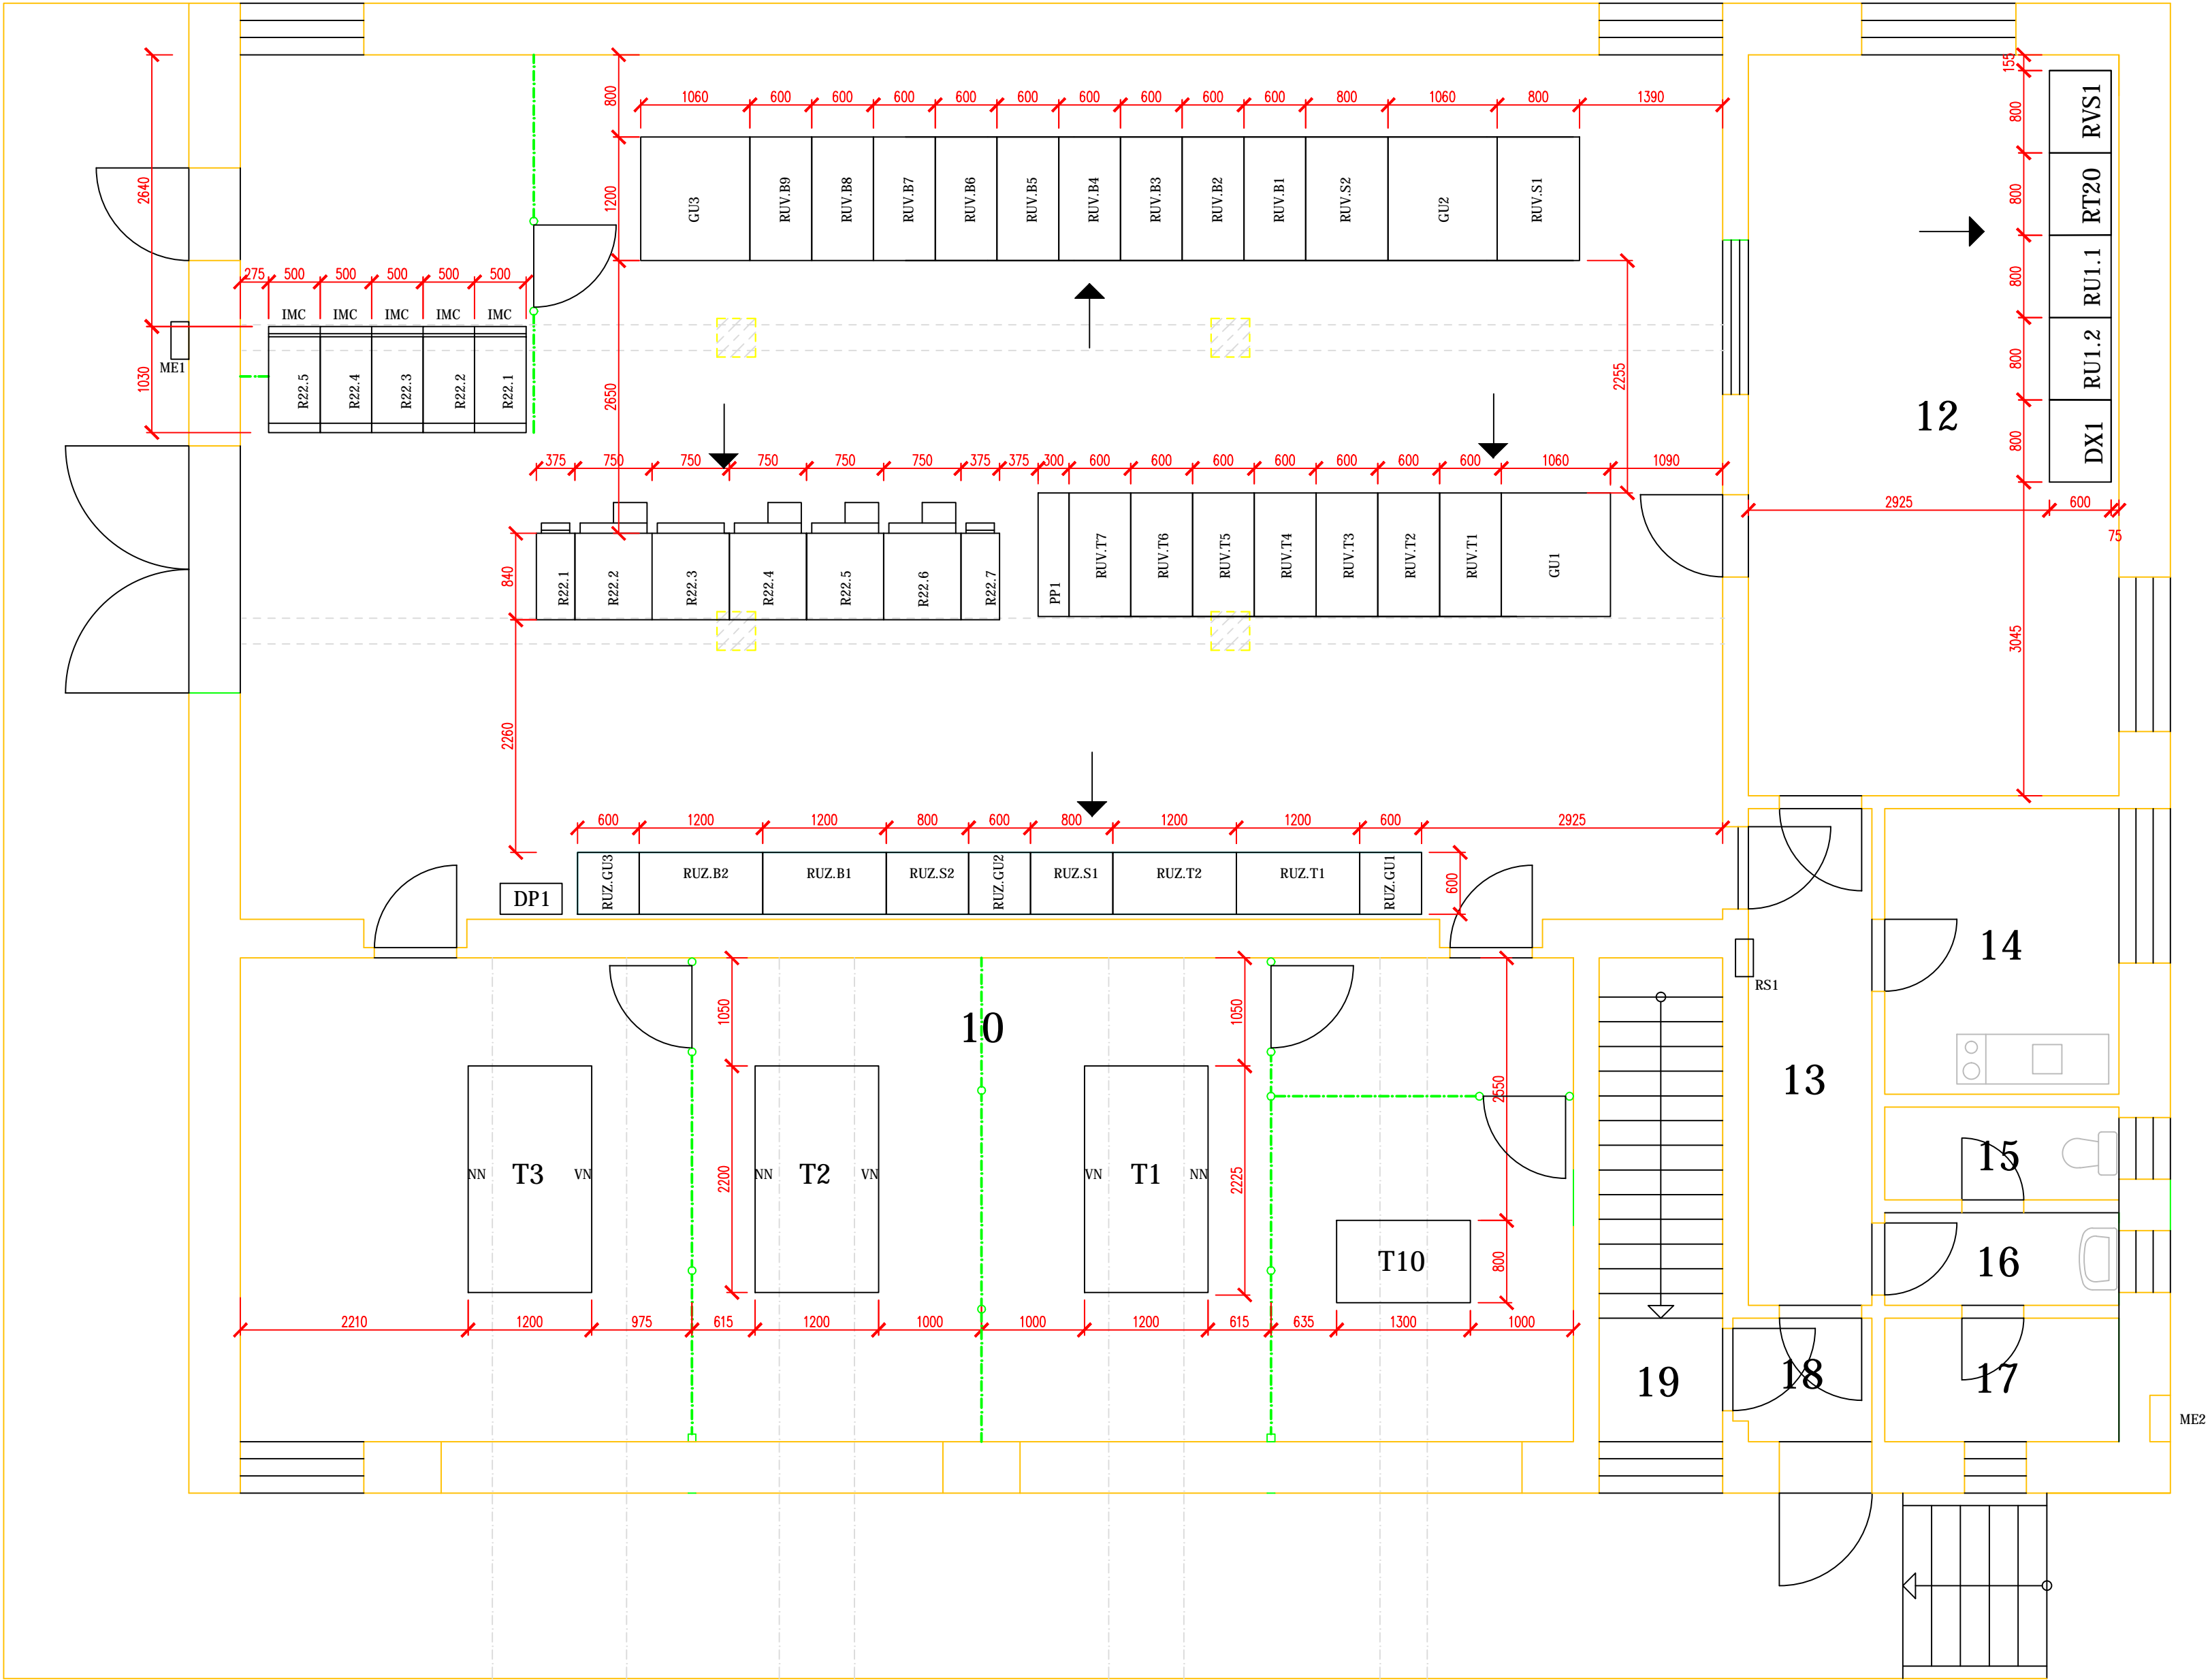 155
1060 600 600 600 600 600 600 600 600 600 800 1060 800 1390
800
800
RVS1
GU3 RUV.B9 RUV.B8 RUV.B7 RUV.B6 RUV.B5 RUV.B4 RUV.B3 RUV.B2 RUV.B1 RUV.S2 GU2 RUV.S1
2640
1200
800
RT20
275 500 500 500 500 500
800
RU1.1
IMC IMC IMC IMC IMC
ME1
1030
R22.5 R22.4 R22.3 R22.2 R22.1
2650
2255
800
RU1.2
12
800
DX1
375 750 750 750 750 750 375 375 300 600 600 600 600 600 600 600 1060 1090
2925 600
75
840
R22.1 R22.2 R22.3 R22.4 R22.5 R22.6 R22.7 PP1 RUV.T7 RUV.T6 RUV.T5 RUV.T4 RUV.T3 RUV.T2 RUV.T1 GU1
3045
2260
600 1200 1200 800 600 800 1200 1200 600 2925
RUZ.GU3 RUZ.B2 RUZ.B1 RUZ.S2 RUZ.GU2 RUZ.S1 RUZ.T2 RUZ.T1 RUZ.GU1
600
DP1
14
RS1
1050
10
1050
2550
13
15
NN T3 VN
2200
NN T2 VN
VN T1 NN
2225
T10
800
16
2210 1200 975 615 1200 1000 1000 1200 615 635 1300 1000
19
18
17
ME2